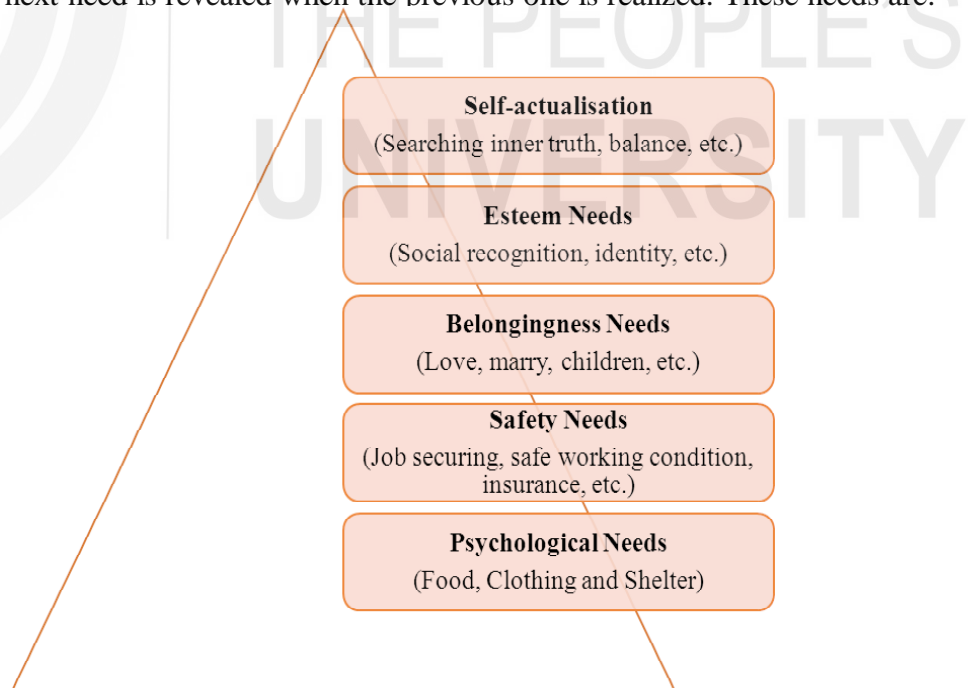 next need is revealed when the previous one is realized. These needs are:
THE PEOPLE'S
UNIVERSITY
Self-actualisation
(Searching inner truth, balance, etc.)
Esteem Needs
(Social recognition, identity, etc.)
Belongingness Needs
(Love, marry, children, etc.)
Safety Needs
(Job securing, safe working condition,
insurance, etc.)
Psychological Needs
(Food, Clothing and Shelter)